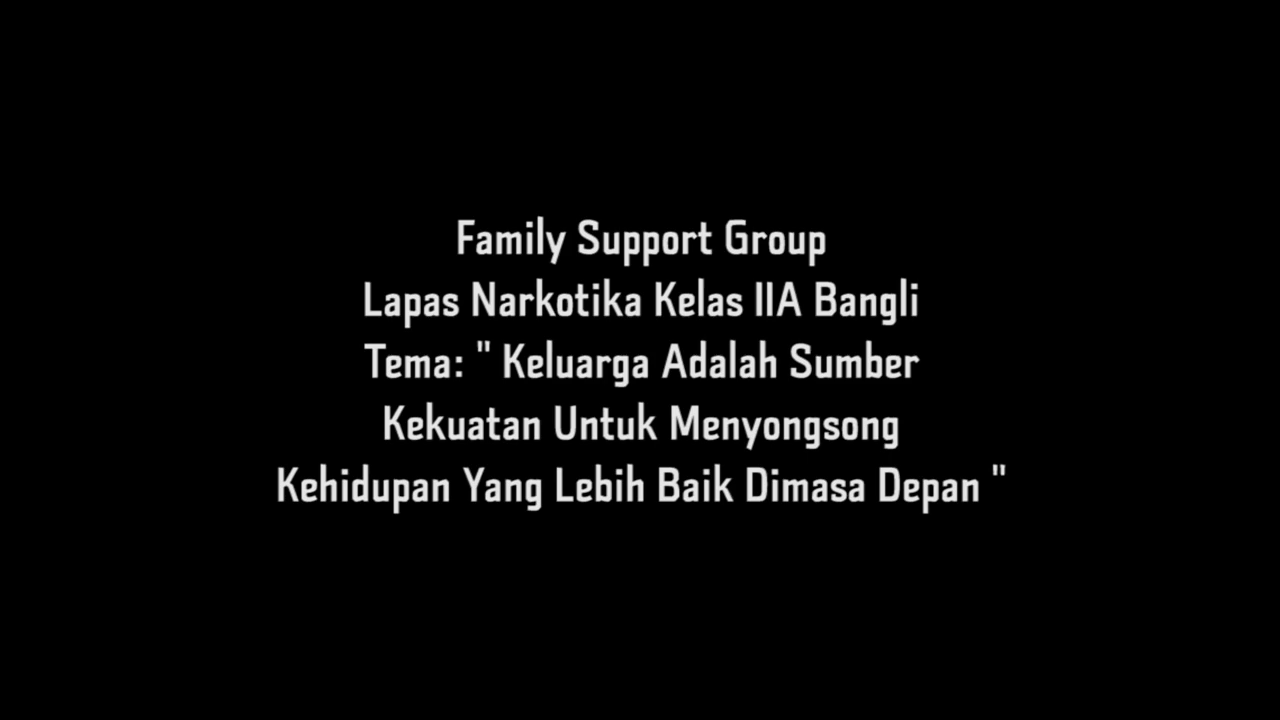 Family Support Group
Lapas Narkotika Kelas IIA Bangli
Tema: " Keluarga Adalah Sumber
Kekuatan Untuk Menyongsong
Kehidupan Yang Lebih Baik Dimasa Depan "